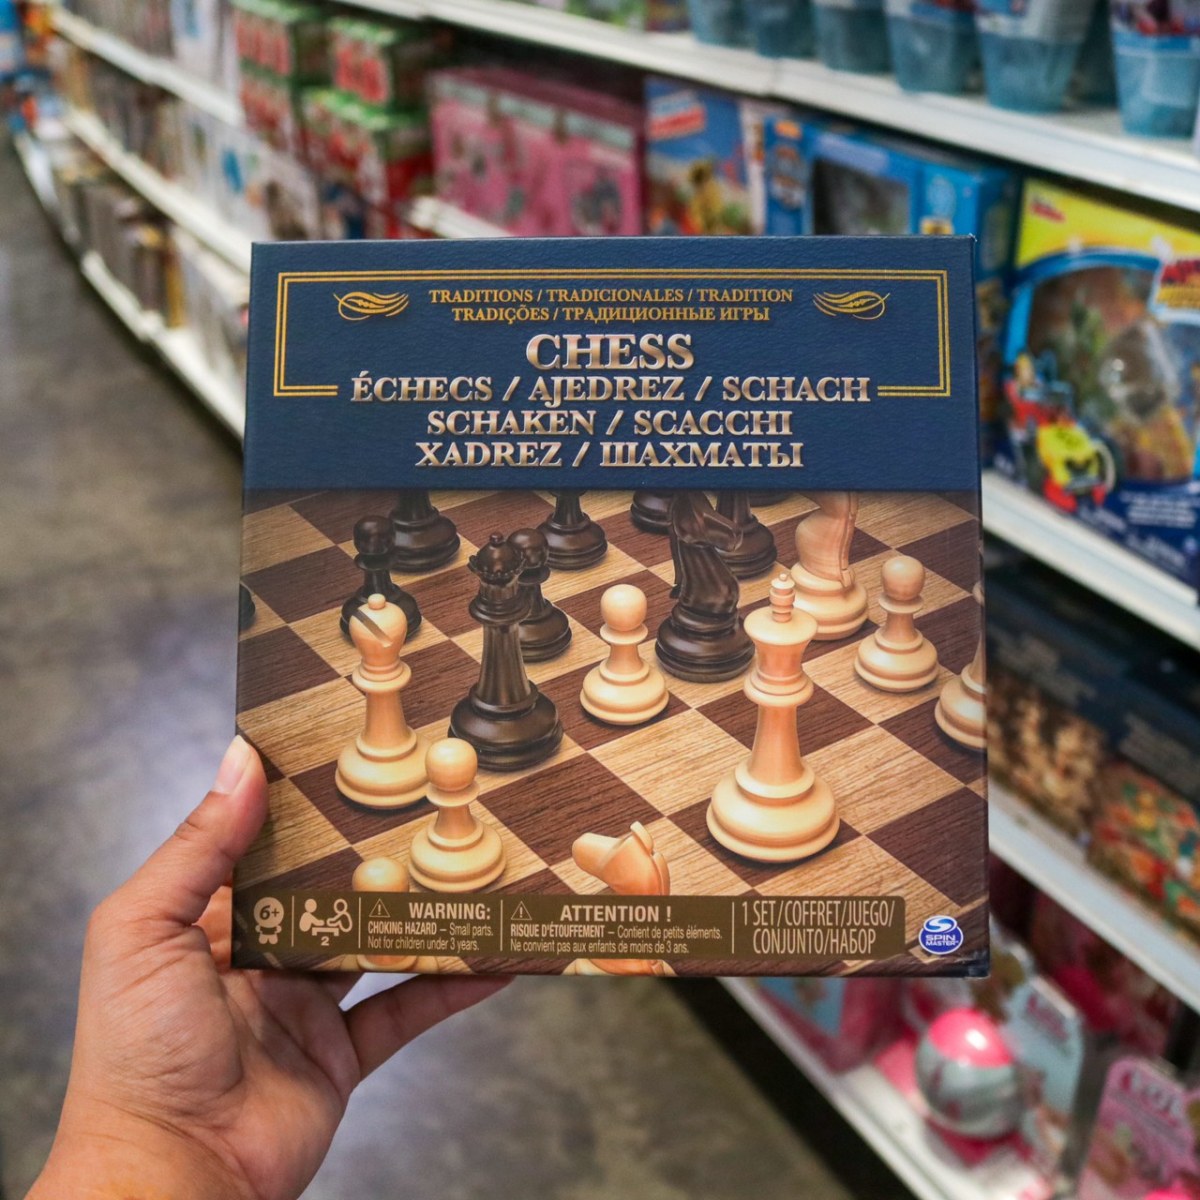 TRADITIONS / TRADICIONALES / TRADITION
TRADIÇÕES / ТРАДИЦИОННЫЕ ИГРЫ
CHESS
ÉCHECS / AJEDREZ / SCHACH
SCHAKEN / SCACCHI
XADREZ / ШАХМАТЫ
6+
2
WARNING:
CHOKING HAZARD – Small parts.
Not for children under 3 years.
ATTENTION !
RISQUE D'ÉTOUFFEMENT – Contient de petits éléments.
Ne convient pas aux enfants de moins de 3 ans.
1 SET/COFFRET/JUEGO/
CONJUNTO/НАБОР
SPIN
MASTER